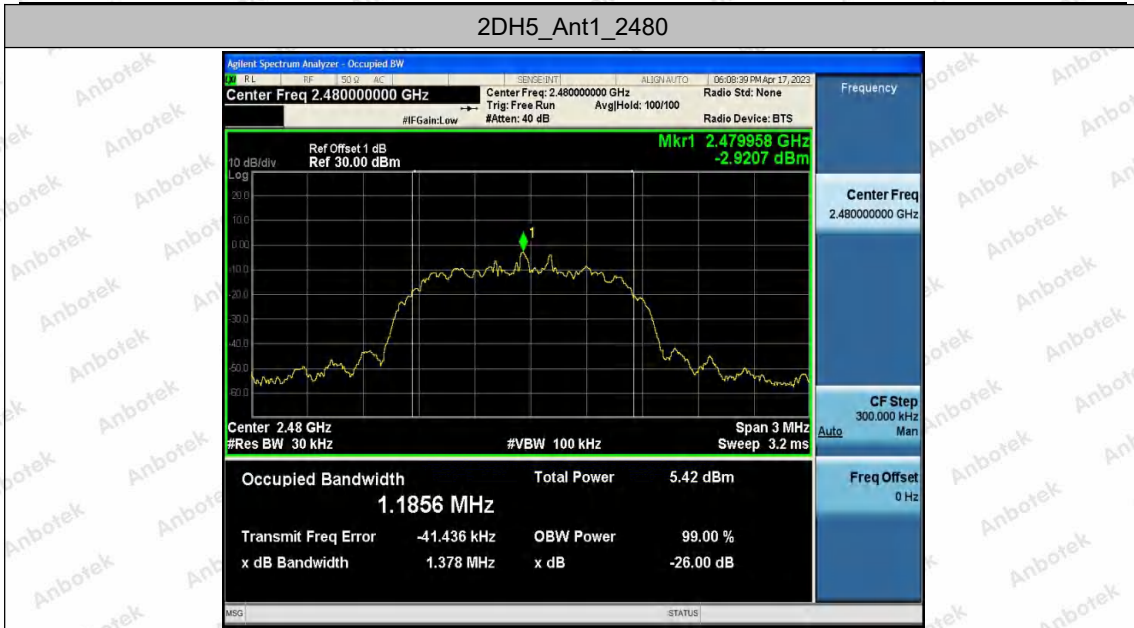 2DH5_Ant1_2480
Agilent Spectrum Analyzer - Occupied BW
RL RF 50 Ω AC SENSE:INT ALIGN AUTO 06:08:39 PM Apr 17, 2023
Center Freq 2.480000000 GHz
Center Freq: 2.480000000 GHz
Radio Std: None
Trig: Free Run Avg|Hold: 100/100
#IFGain:Low #Atten: 40 dB Radio Device: BTS
Frequency
Mkr1 2.479958 GHz
-2.9207 dBm
Ref Offset 1 dB
10 dB/div Ref 30.00 dBm
Log
20.0
10.0
0.00
-10.0
-20.0
-30.0
-40.0
-50.0
-60.0
1
Center Freq
2.480000000 GHz
CF Step
300.000 kHz
Auto Man
Freq Offset
0 Hz
Center 2.48 GHz Span 3 MHz
#Res BW 30 kHz #VBW 100 kHz Sweep 3.2 ms
Occupied Bandwidth Total Power 5.42 dBm
1.1856 MHz
Transmit Freq Error -41.436 kHz OBW Power 99.00 %
x dB Bandwidth 1.378 MHz x dB -26.00 dB
MSG STATUS
Anbotek